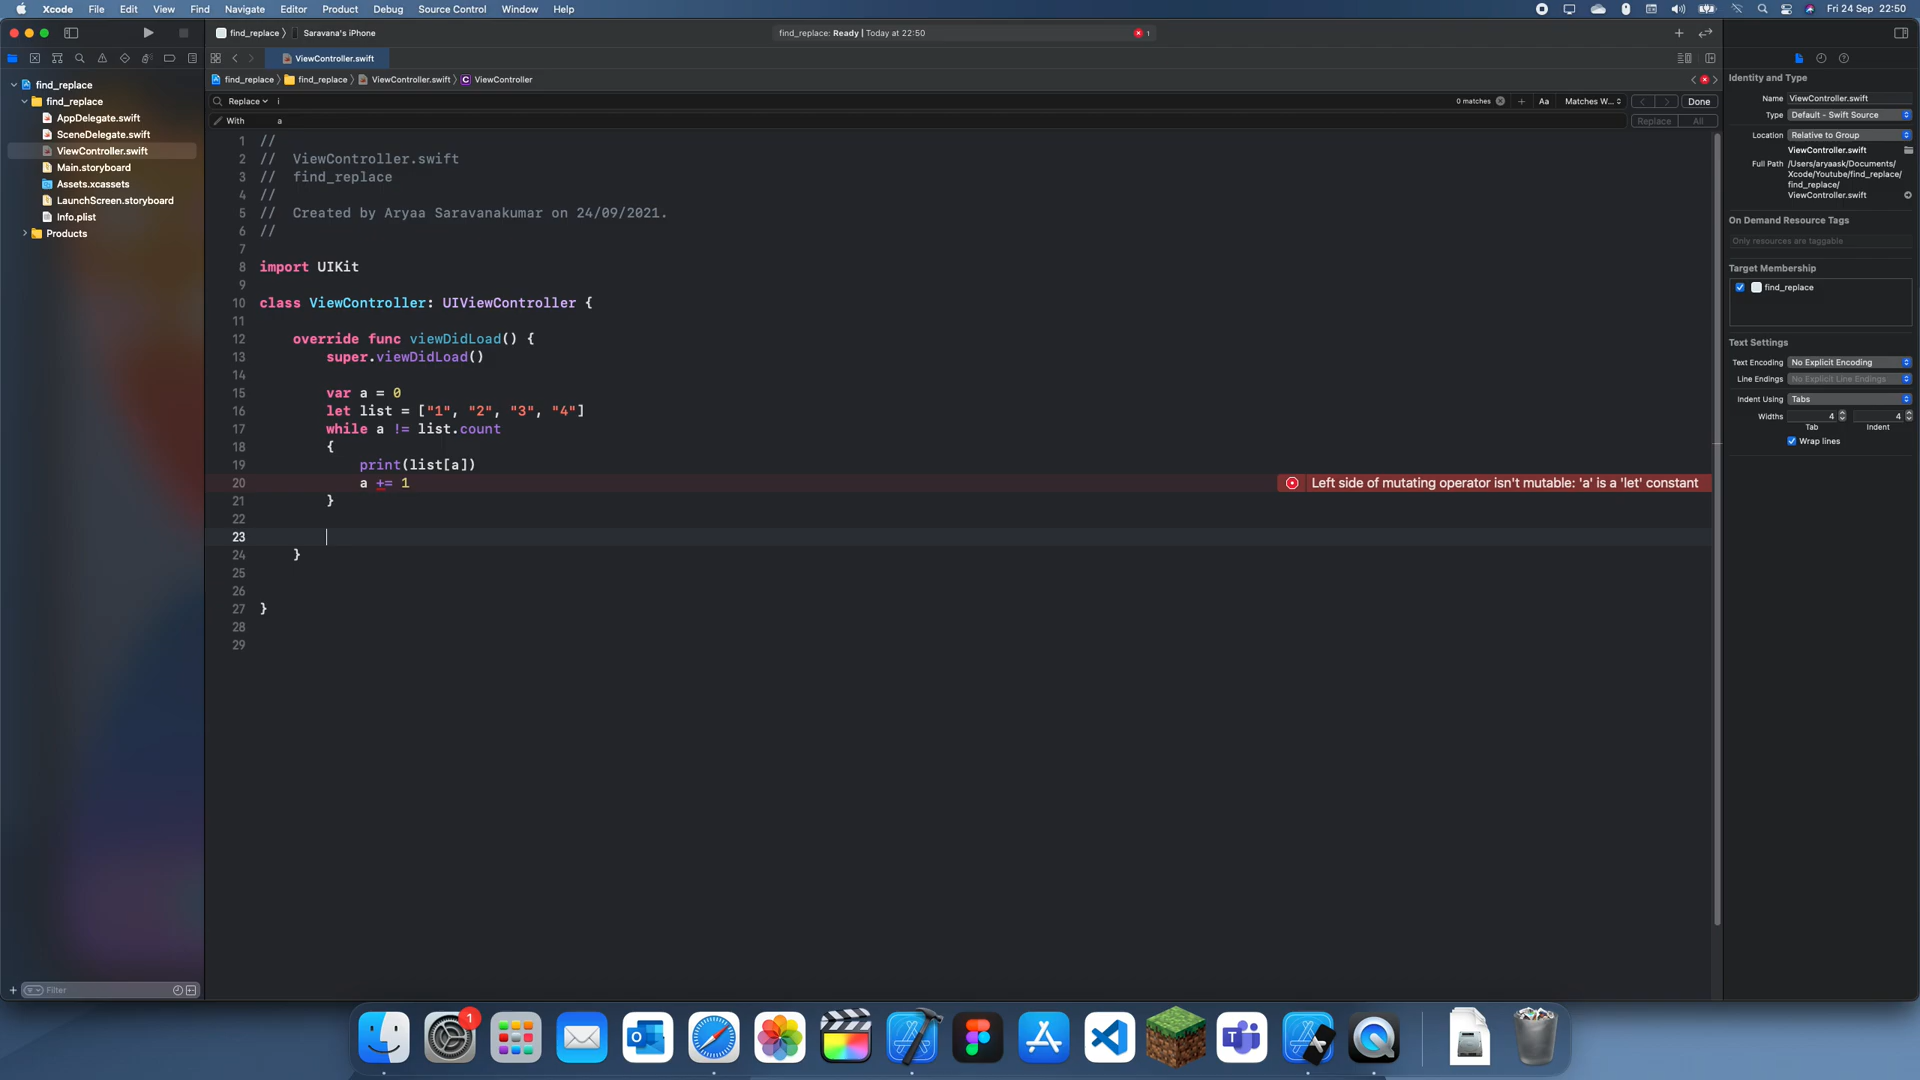 Xcode File Edit View Find Navigate Editor Product Debug Source Control Window Help Fri 24 Sep 22:50
find_replace Saravana's iPhone find_replace: Ready | Today at 22:50 1
ViewController.swift
find_replace find_replace ViewController.swift C ViewController
Replace i 0 matches Aa Matches W... Done
With a Replace All
find_replace
find_replace
AppDelegate.swift
SceneDelegate.swift
ViewController.swift
Main.storyboard
Assets.xcassets
LaunchScreen.storyboard
Info.plist
Products
Filter
1 //
2 // ViewController.swift
3 // find_replace
4 //
5 // Created by Aryaa Saravanakumar on 24/09/2021.
6 //
7
8 import UIKit
9
10 class ViewController: UIViewController {
11
12 override func viewDidLoad() {
13 super.viewDidLoad()
14
15 var a = 0
16 let list = ["1", "2", "3", "4"]
17 while a != list.count
18 {
19 print(list[a])
20 a += 1 Left side of mutating operator isn't mutable: 'a' is a 'let' constant
21 }
22
23
24 }
25
26
27 }
28
29
Identity and Type
Name ViewController.swift
Type Default - Swift Source
Location Relative to Group
ViewController.swift
Full Path /Users/aryaask/Documents/
Xcode/Youtube/find_replace/
find_replace/
ViewController.swift
On Demand Resource Tags
Only resources are taggable
Target Membership
find_replace
Text Settings
Text Encoding No Explicit Encoding
Line Endings No Explicit Line Endings
Indent Using Tabs
Widths 4 4
Tab Indent
Wrap lines
1